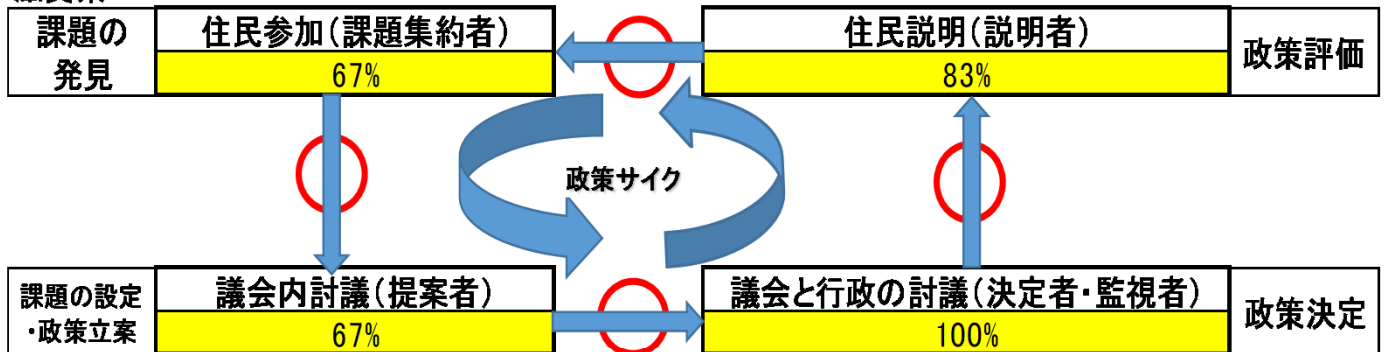 課題の
発見
住民参加(課題集約者)
67%
住民説明(説明者)
83%
政策評価
政策サイク
課題の設定
・政策立案
議会内討議(提案者)
67%
議会と行政の討議(決定者・監視者)
100%
政策決定